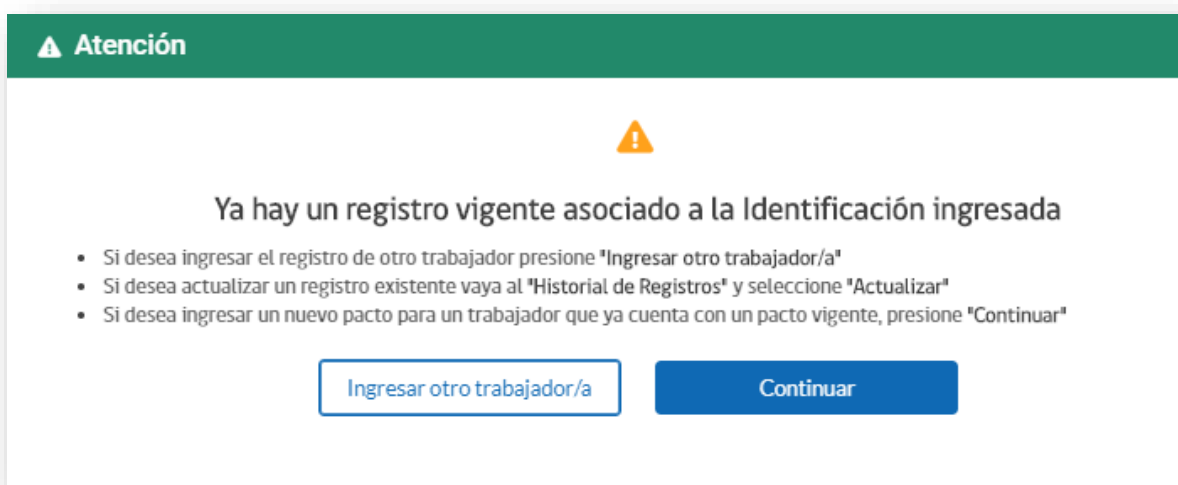 Atención
Ya hay un registro vigente asociado a la Identificación ingresada
• Si desea ingresar el registro de otro trabajador presione "Ingresar otro trabajador/a"
• Si desea actualizar un registro existente vaya al "Historial de Registros" y seleccione "Actualizar"
• Si desea ingresar un nuevo pacto para un trabajador que ya cuenta con un pacto vigente, presione "Continuar"
Ingresar otro trabajador/a
Continuar